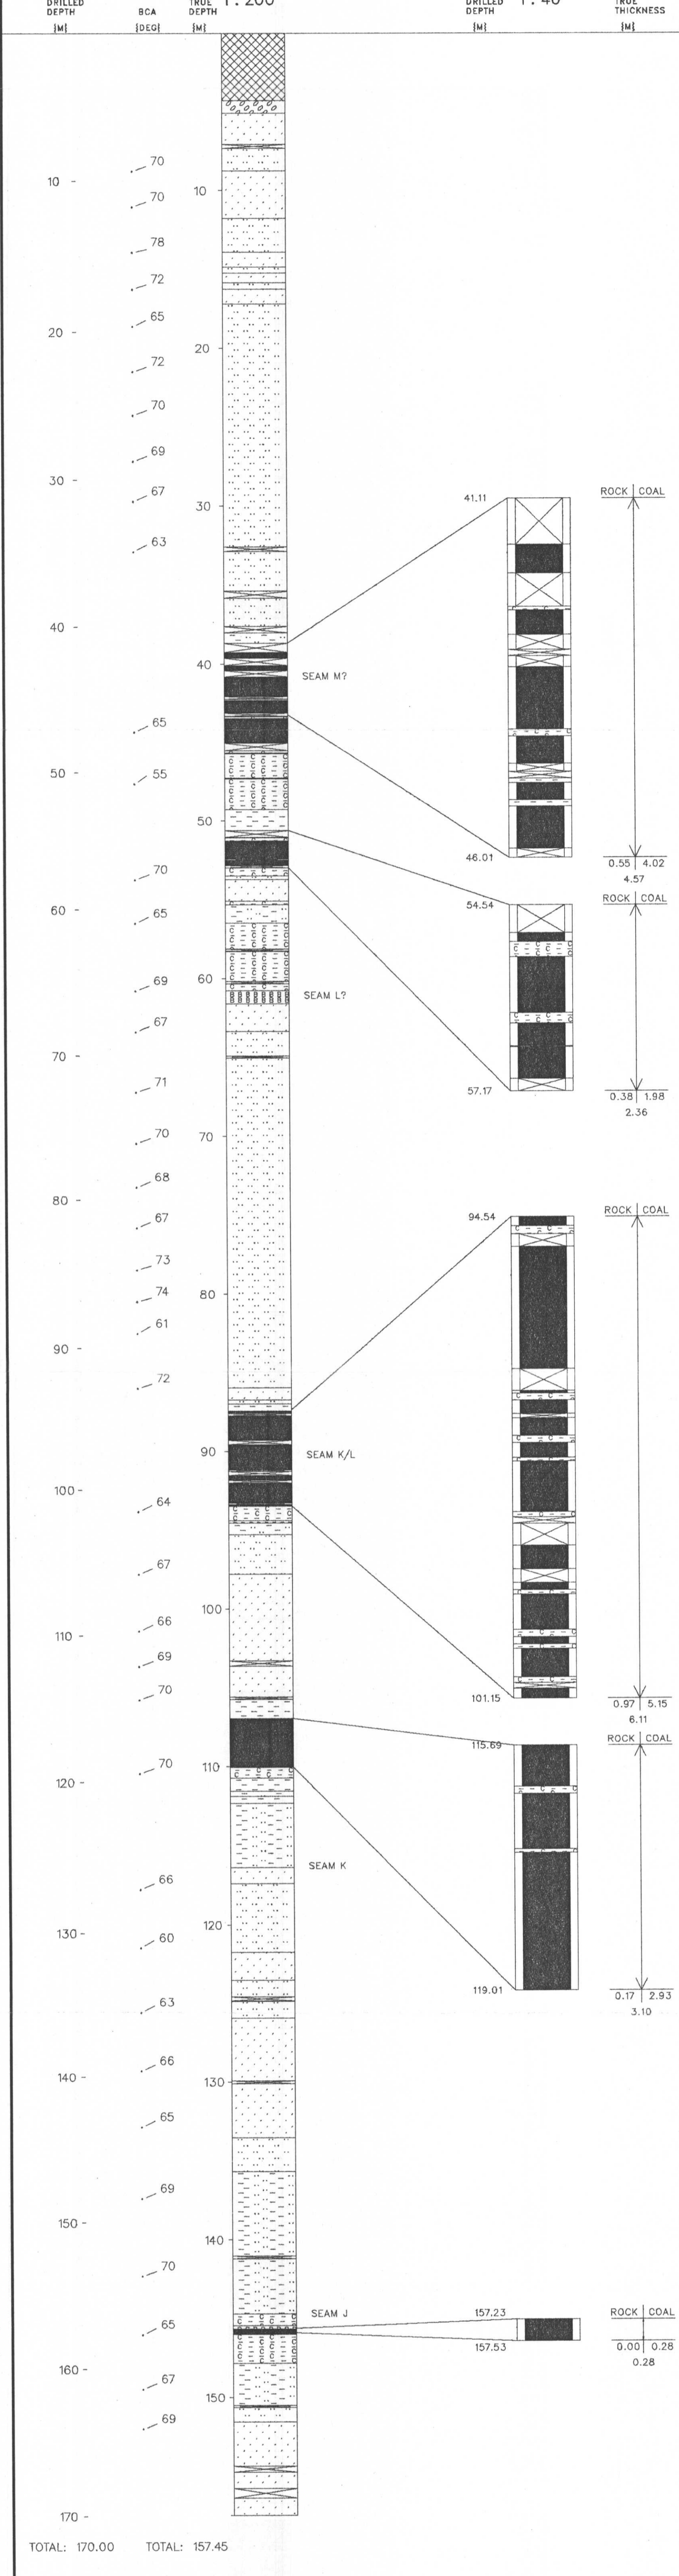 DRILLED TRUE 1:200 DRILLED 1:40 TRUE
DEPTH BCA DEPTH DEPTH THICKNESS
{M} {DEG} {M} {M} {M}
70
10 - 10
70
78
72
65
20 -
20
72
70
69
30 -
67 41.11 ROCK COAL
30
63
40 -
40
SEAM M?
65
50 -
55
50
46.01 0.55 4.02
4.57
70
54.54 ROCK COAL
60 - 65
60
69 SEAM L?
67
70 -
71 57.17 0.38 1.98
2.36
70 70
68
80 -
67 94.54 ROCK COAL
73
74 80
61
90 -
72
90 SEAM K/L
100 -
64
67
100
66
110 -
69
70 101.15 0.97 5.15
6.11
ROCK COAL
115.69
70 110
120 -
SEAM K
66
120
130 - 60
119.01 0.17 2.93
63 3.10
66
140 - 130
65
69
150 -
140
70
SEAM J 157.23 ROCK COAL
65
157.53 0.00 0.28
0.28
160 -
67
150
69
170 -
TOTAL: 170.00 TOTAL: 157.45